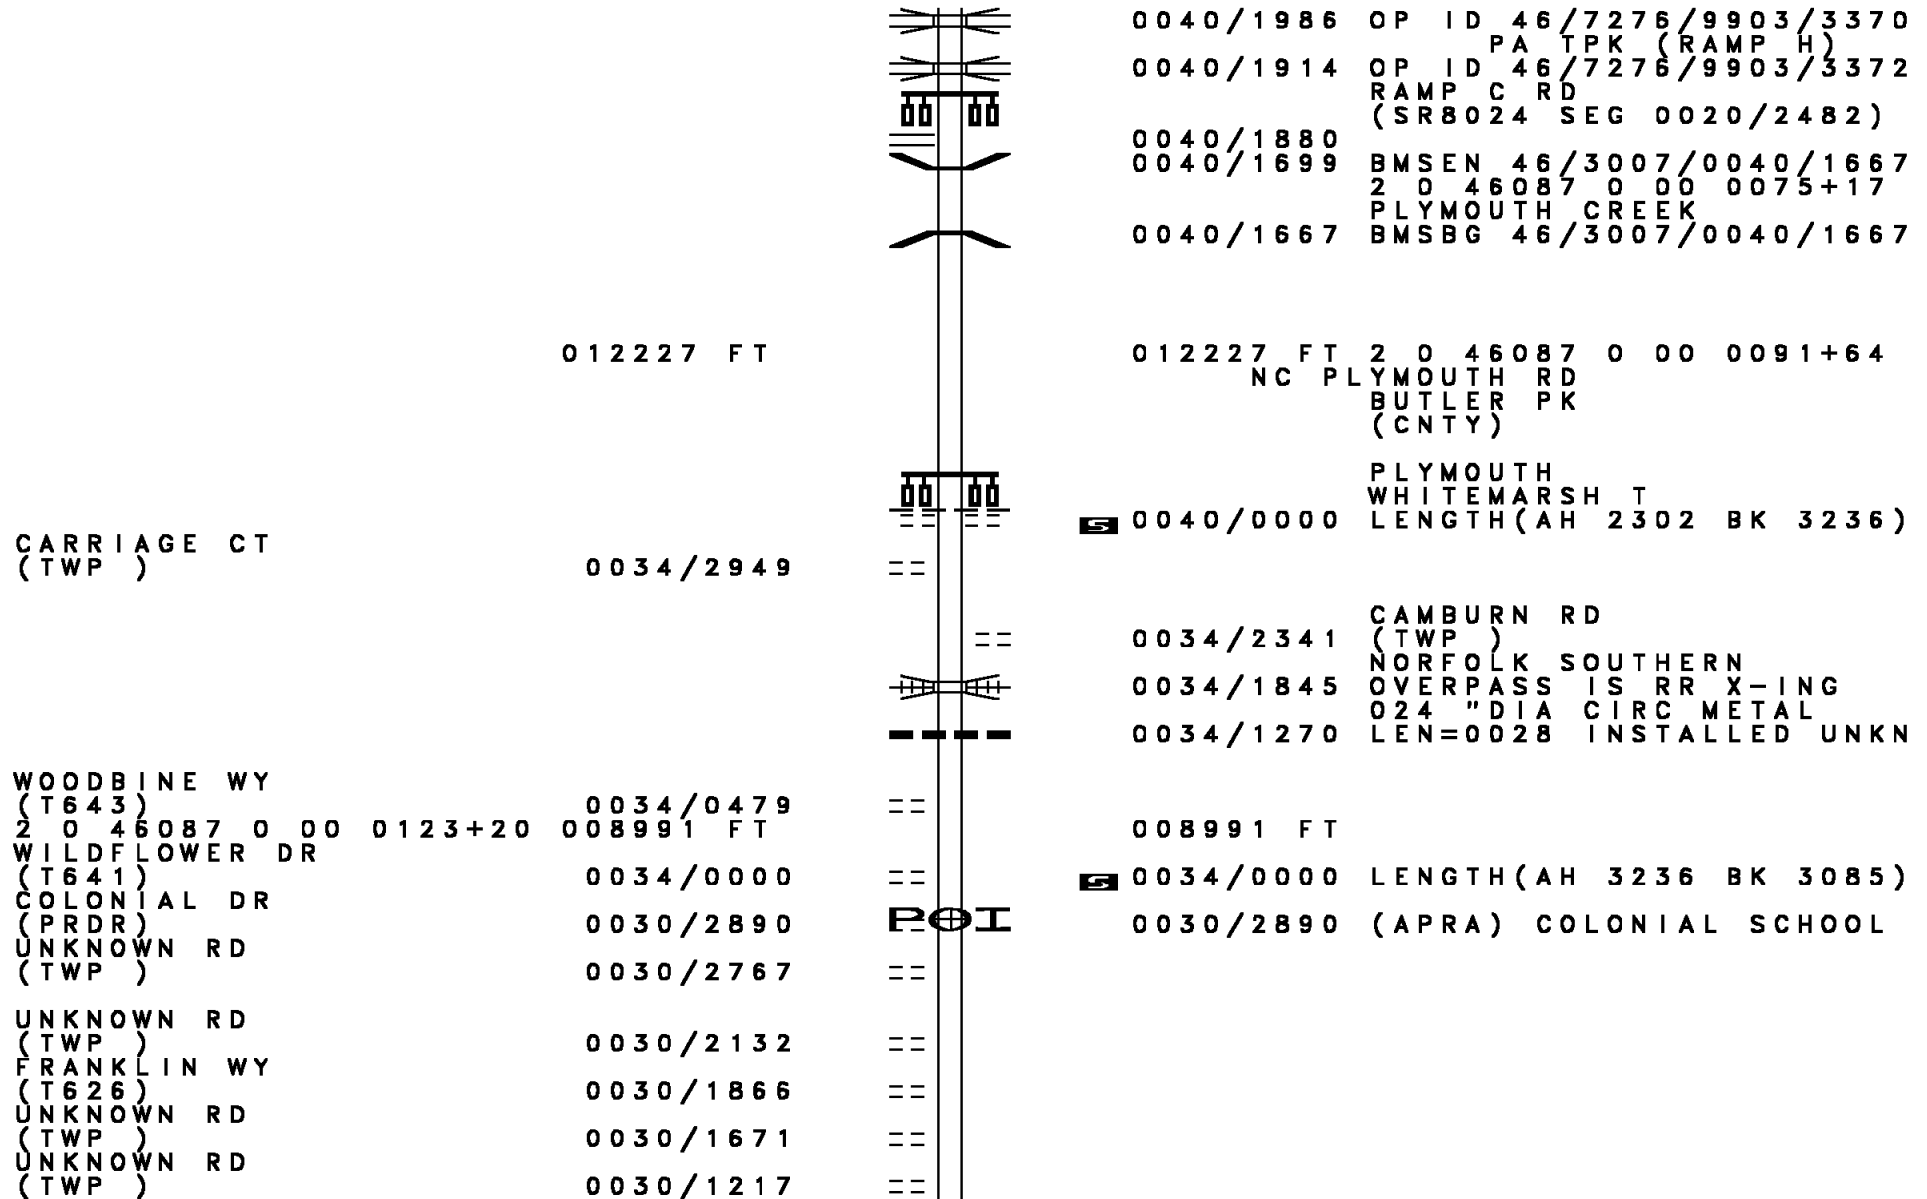 0040/1986 OP ID 46/7276/9903/3370
PA TPK (RAMP H)
0040/1914 OP ID 46/7276/9903/3372
RAMP C RD
(SR8024 SEG 0020/2482)
0040/1880
0040/1699 BMSEN 46/3007/0040/1667
2 0 46087 0 00 0075+17
PLYMOUTH CREEK
0040/1667 BMSBG 46/3007/0040/1667
012227 FT 012227 FT 2 0 46087 0 00 0091+64
NC PLYMOUTH RD
BUTLER PK
(CNTY)
PLYMOUTH
WHITEMARSH T
S 0040/0000 LENGTH(AH 2302 BK 3236)
CARRIAGE CT
(TWP ) 0034/2949
CAMBURN RD
0034/2341 (TWP )
NORFOLK SOUTHERN
0034/1845 OVERPASS IS RR X-ING
024 "DIA CIRC METAL
0034/1270 LEN=0028 INSTALLED UNKN
WOODBINE WY
(T643) 0034/0479
2 0 46087 0 00 0123+20 008991 FT 008991 FT
WILDFLOWER DR
(T641) 0034/0000 S 0034/0000 LENGTH(AH 3236 BK 3085)
COLONIAL DR
(PRDR) 0030/2890 POI 0030/2890 (APRA) COLONIAL SCHOOL
UNKNOWN RD
(TWP ) 0030/2767
UNKNOWN RD
(TWP ) 0030/2132
FRANKLIN WY
(T626) 0030/1866
UNKNOWN RD
(TWP ) 0030/1671
UNKNOWN RD
(TWP ) 0030/1217